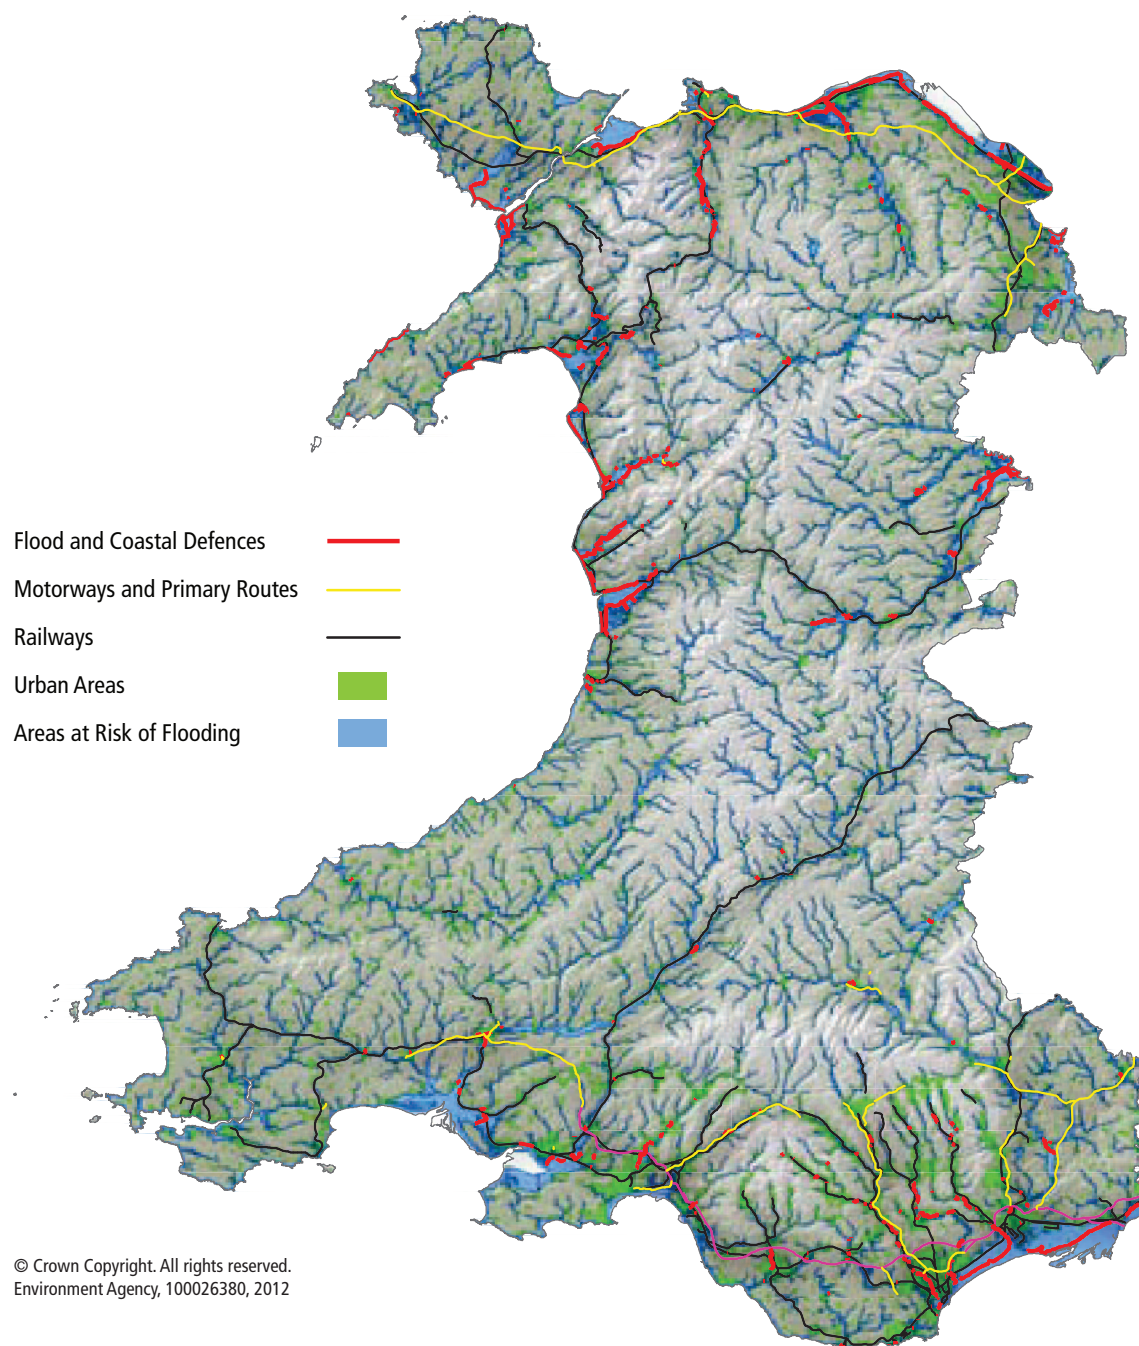 Flood and Coastal Defences
Motorways and Primary Routes
Railways
Urban Areas
Areas at Risk of Flooding
© Crown Copyright. All rights reserved.
Environment Agency, 100026380, 2012